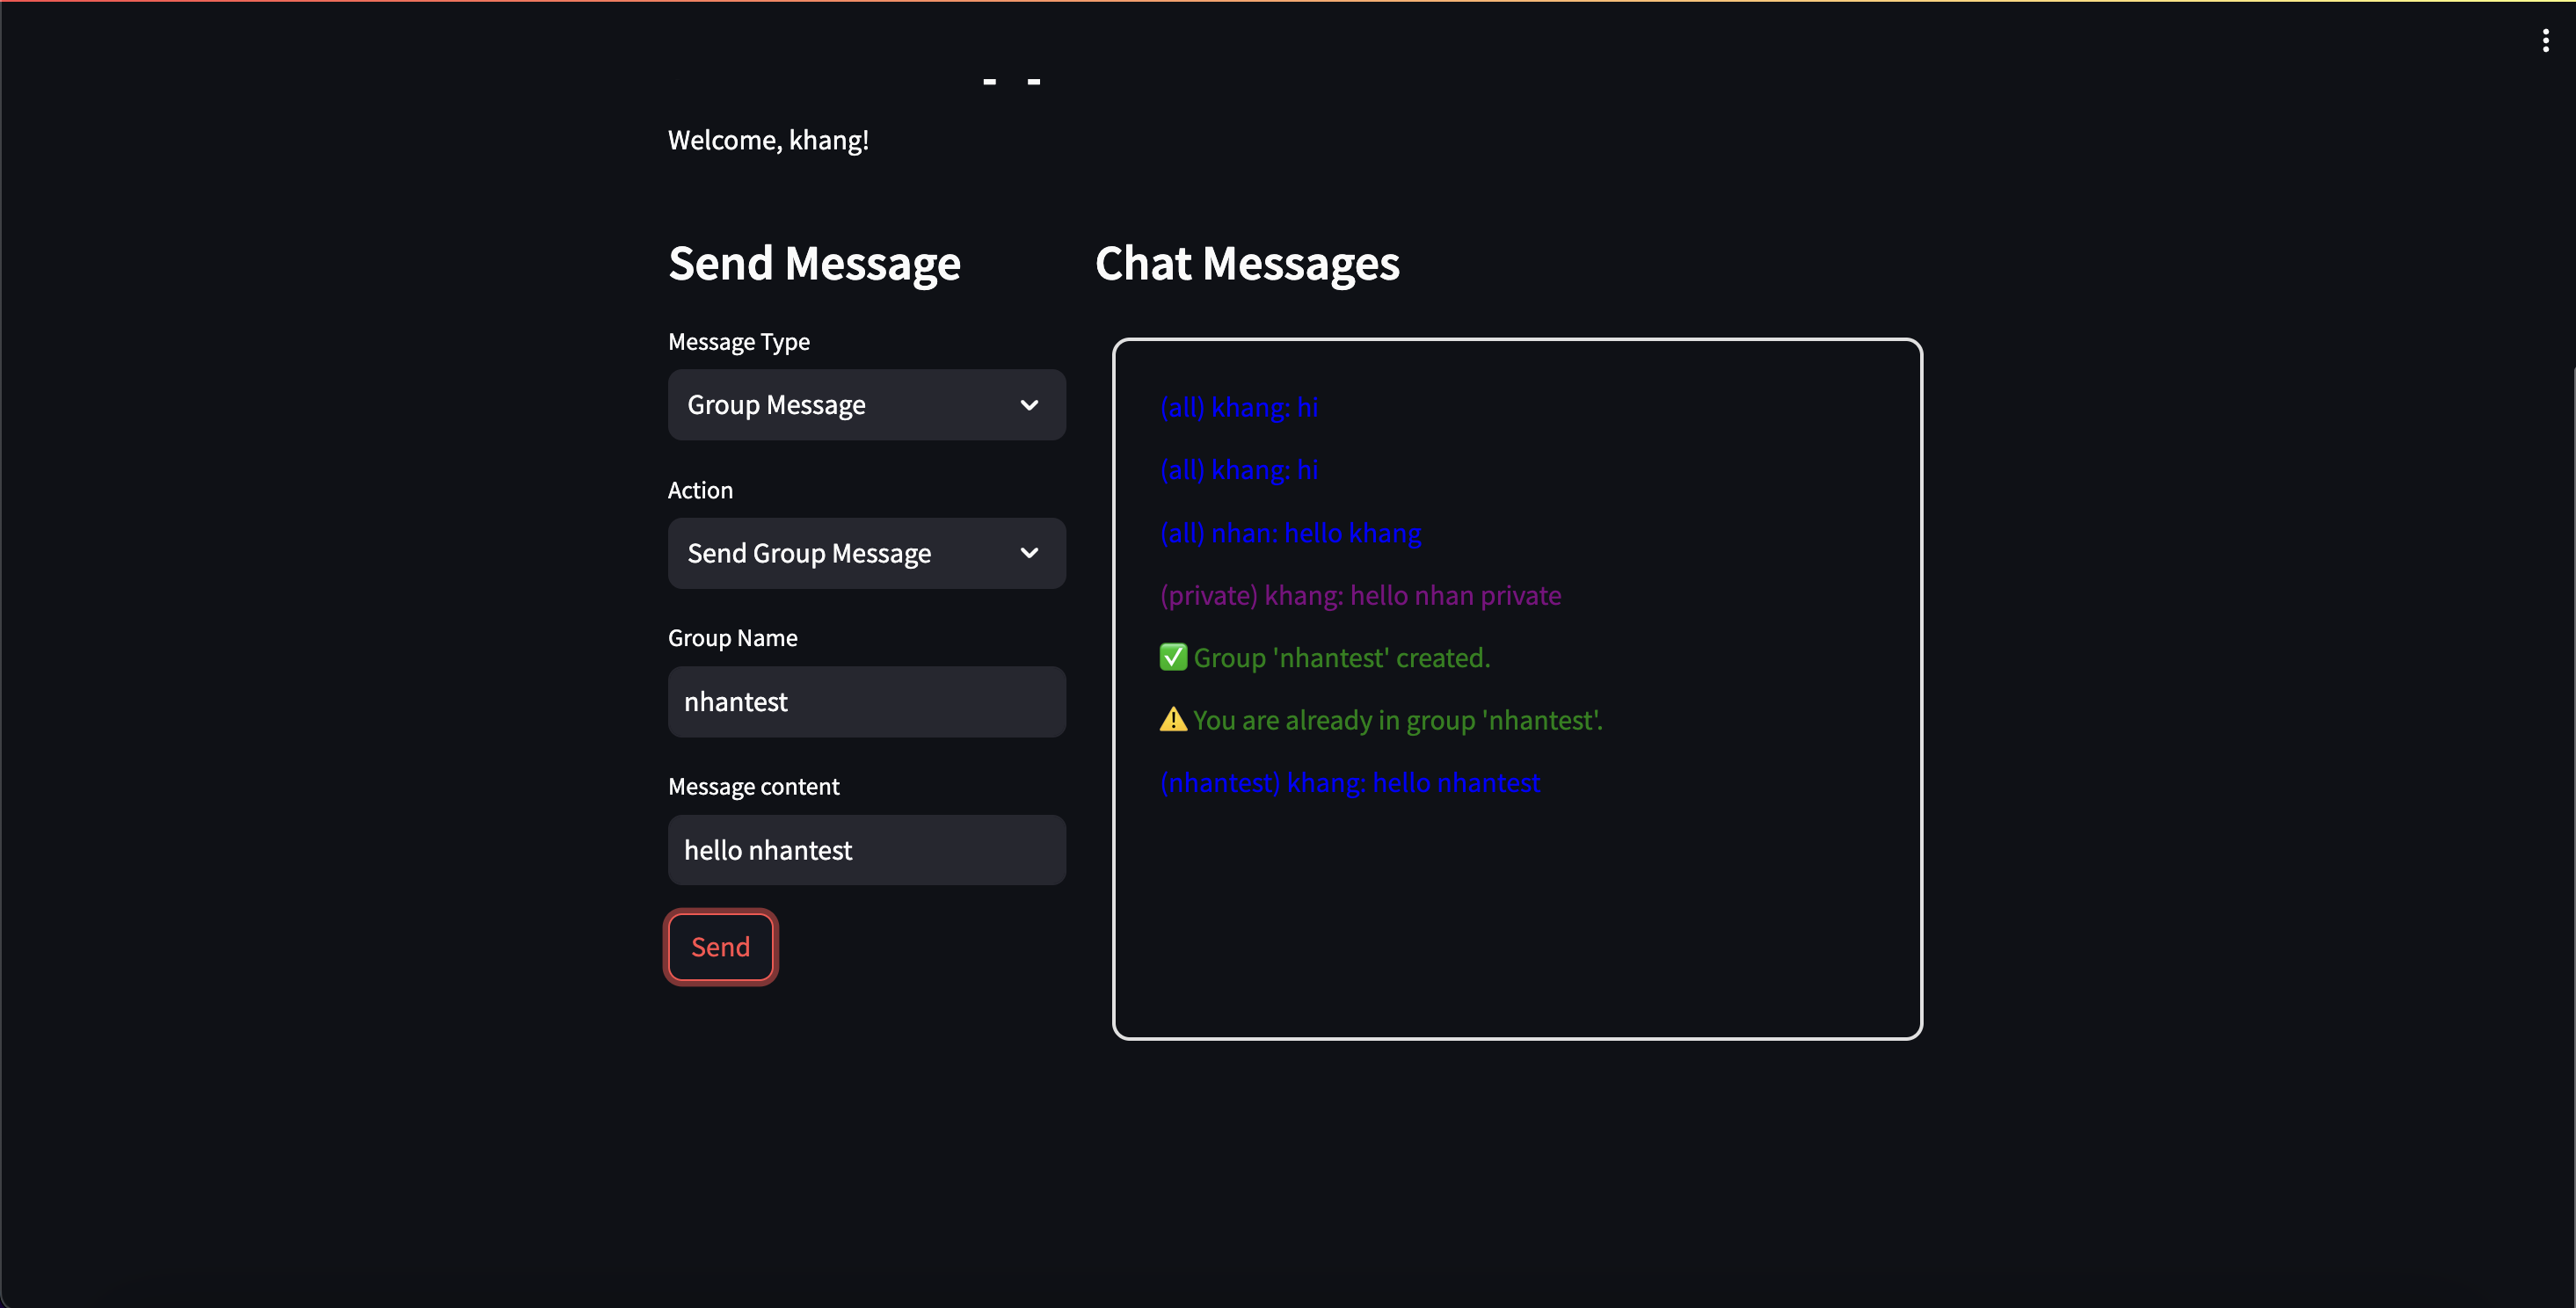 Welcome, khang!
Send Message
Message Type
Group Message
Action
Send Group Message
Group Name
nhantest
Message content
hello nhantest
Send
Chat Messages
(all) khang: hi
(all) khang: hi
(all) nhan: hello khang
(private) khang: hello nhan private
✅ Group 'nhantest' created.
⚠️ You are already in group 'nhantest'.
(nhantest) khang: hello nhantest